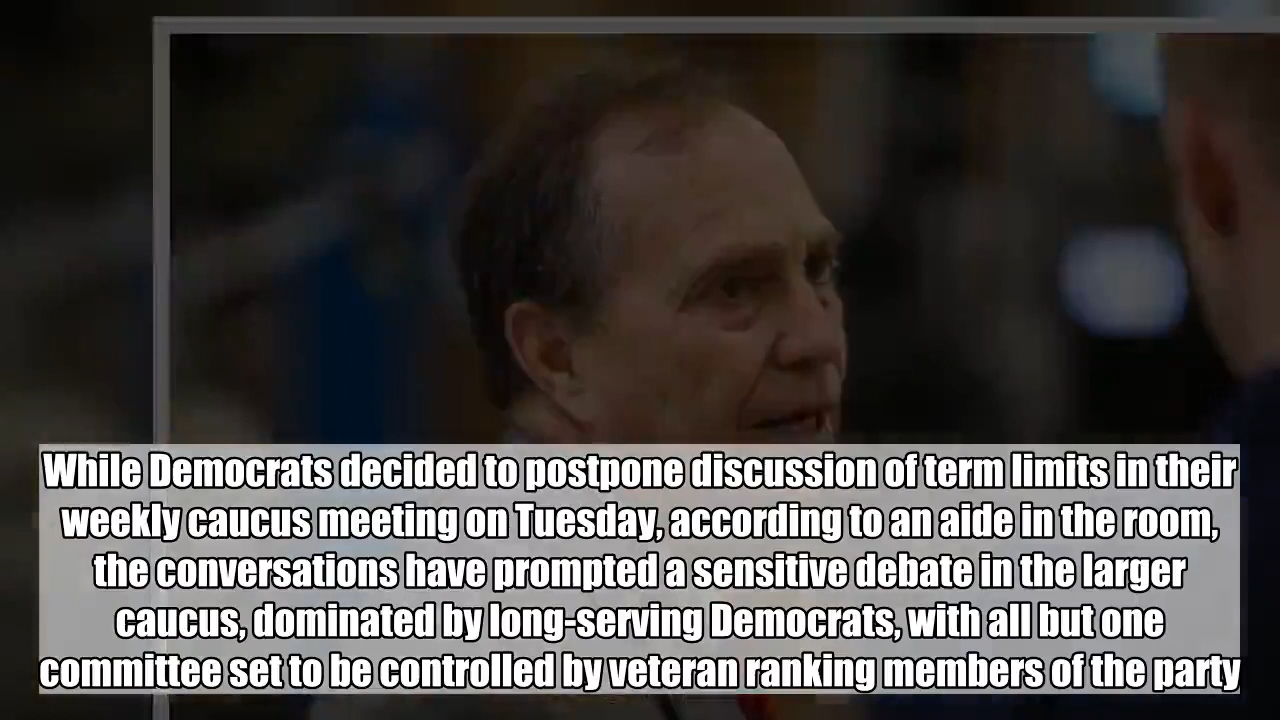 While Democrats decided to postpone discussion of term limits in their
weekly caucus meeting on Tuesday, according to an aide in the room,
the conversations have prompted a sensitive debate in the larger
caucus, dominated by long-serving Democrats, with all but one
committee set to be controlled by veteran ranking members of the party